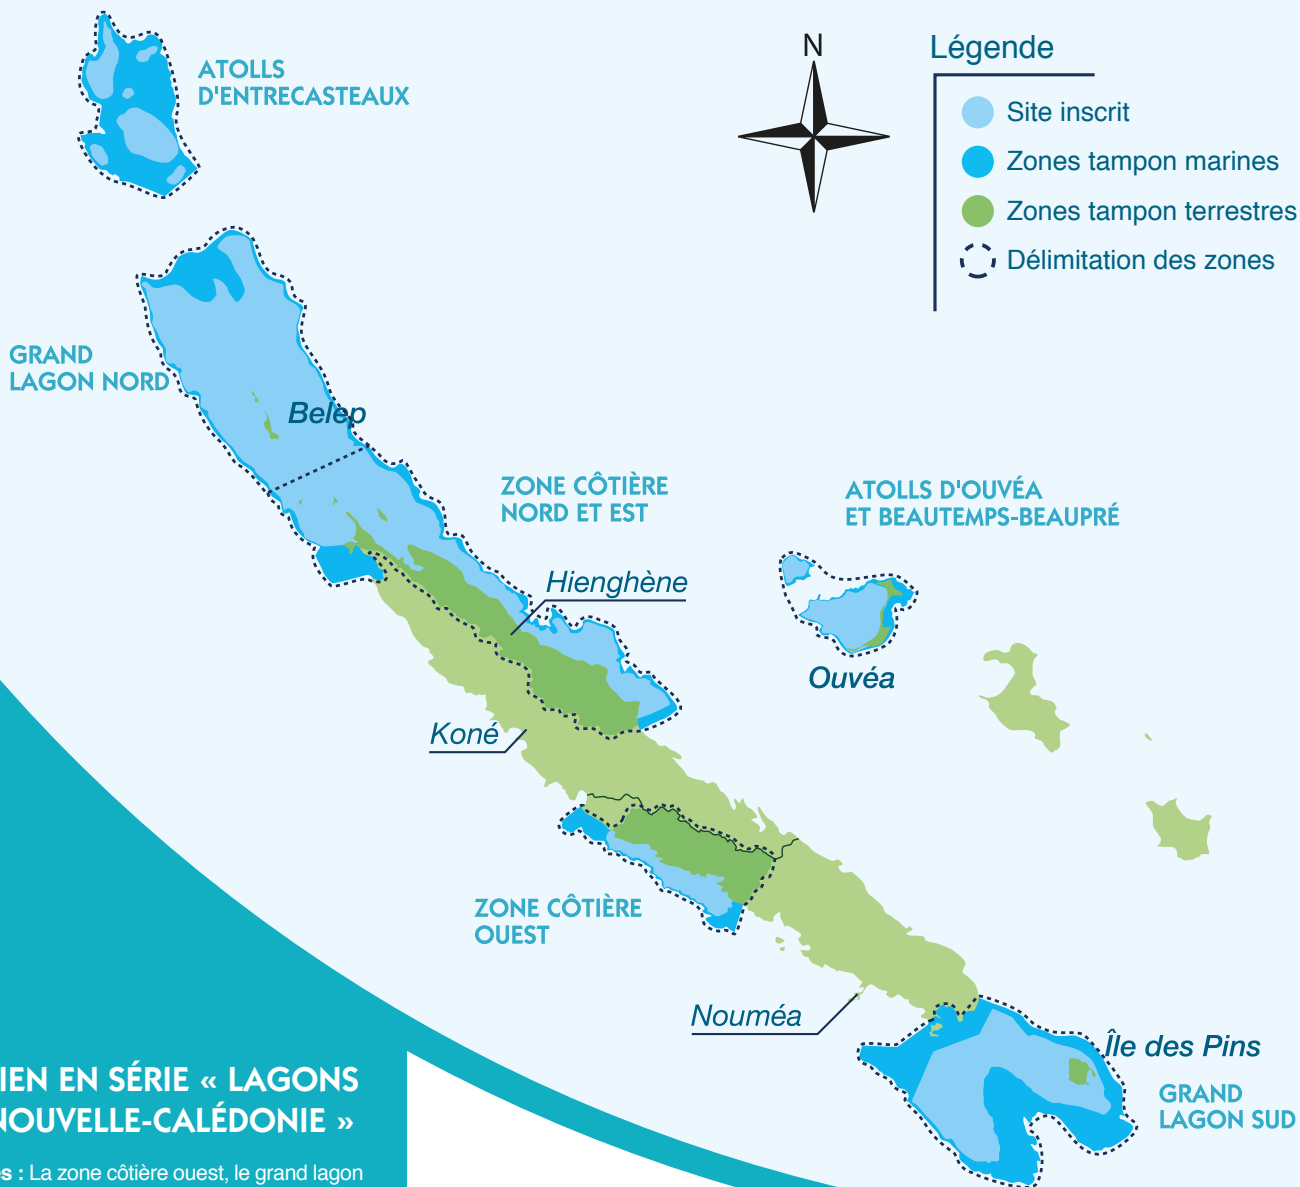 ATOLLS
D'ENTRECASTEAUX
N
Légende
Site inscrit
Zones tampon marines
Zones tampon terrestres
Délimitation des zones
GRAND
LAGON NORD
Belep
ZONE CÔTIÈRE
NORD ET EST
ATOLLS D'OUVÉA
ET BEAUTEMPS-BEAUPRÉ
Hienghène
Ouvéa
Koné
ZONE CÔTIÈRE
OUEST
Nouméa
Île des Pins
GRAND
LAGON SUD
IEN EN SÉRIE « LAGONS
NOUVELLE-CALÉDONIE »
es : La zone côtière ouest, le grand lagon